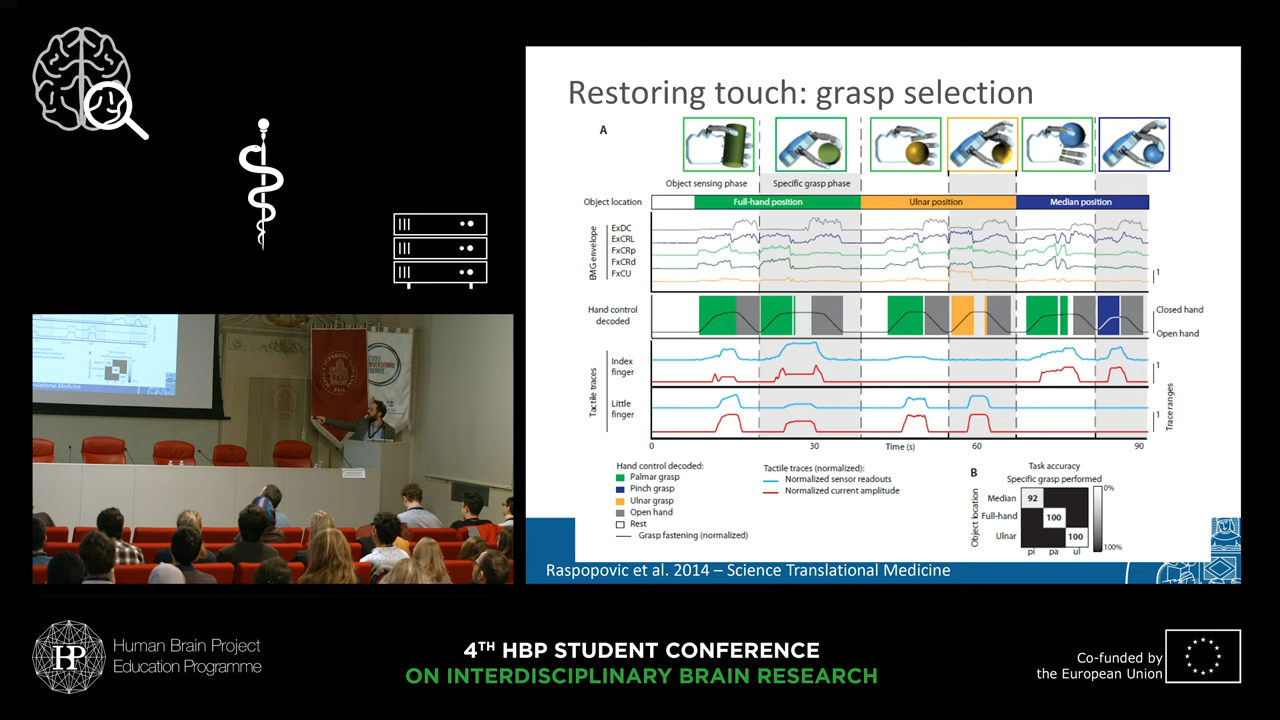 Restoring touch: grasp selection
A
Object sensing phase
Specific grasp phase
Object location
Full-hand position
Ulnar position
Median position
EMG envelope
ExDC
ExCRL
FxCRp
FxCRd
FxCU
1
Hand control
decoded
Closed hand
Open hand
Tactile traces
Index
finger
1
Little
finger
1
Trace ranges
0
30
Time (s)
60
90
Hand control decoded:
Palmar grasp
Pinch grasp
Ulnar grasp
Open hand
Rest
Grasp fastening (normalized)
Tactile traces (normalized):
Normalized sensor readouts
Normalized current amplitude
B
Task accuracy
Specific grasp performed
Object location
Median
Full-hand
Ulnar
92
100
100
pi
pa
ul
0%
100%
Raspopovic et al. 2014 – Science Translational Medicine
HP
Human Brain Project
Education Programme
4TH HBP STUDENT CONFERENCE
ON INTERDISCIPLINARY BRAIN RESEARCH
Co-funded by
the European Union